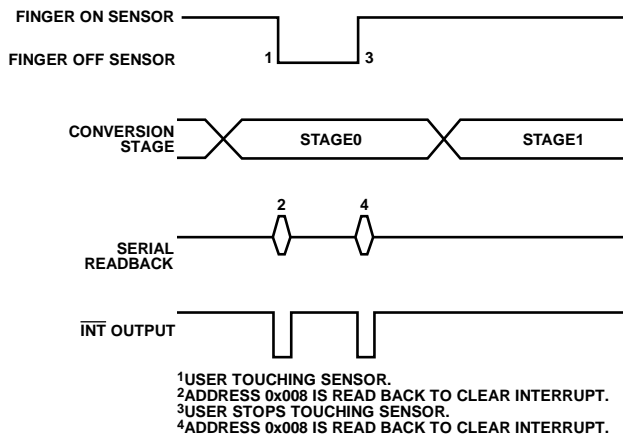 FINGER ON SENSOR
FINGER OFF SENSOR
1
3
CONVERSION
STAGE
STAGE0
STAGE1
2
4
SERIAL
READBACK
INT OUTPUT
1USER TOUCHING SENSOR.
2ADDRESS 0x008 IS READ BACK TO CLEAR INTERRUPT.
3USER STOPS TOUCHING SENSOR.
4ADDRESS 0x008 IS READ BACK TO CLEAR INTERRUPT.